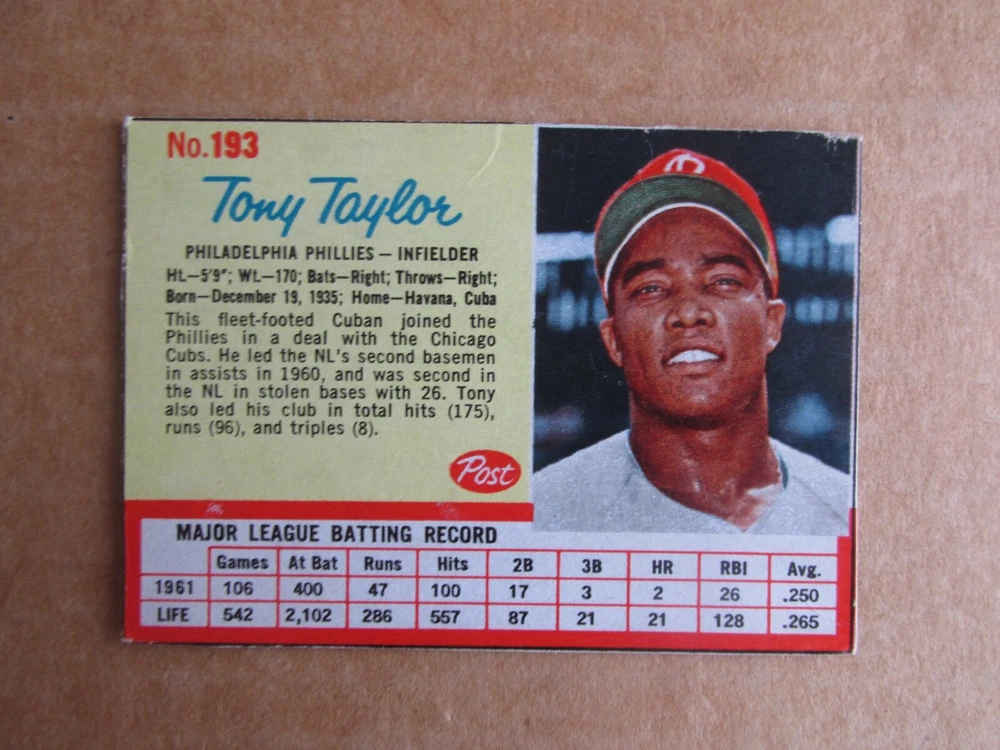 No.193
Tony Taylor
PHILADELPHIA PHILLIES — INFIELDER
Ht.—5'9"; Wt.—170; Bats—Right; Throws—Right;
Born—December 19, 1935; Home—Havana, Cuba
This fleet-footed Cuban joined the
Phillies in a deal with the Chicago
Cubs. He led the NL's second basemen
in assists in 1960, and was second in
the NL in stolen bases with 26. Tony
also led his club in total hits (175),
runs (96), and triples (8).
Post
P
MAJOR LEAGUE BATTING RECORD
Games At Bat Runs Hits 2B 3B HR RBI Avg.
1961 106 400 47 100 17 3 2 26 .250
LIFE 542 2,102 286 557 87 21 21 128 .265